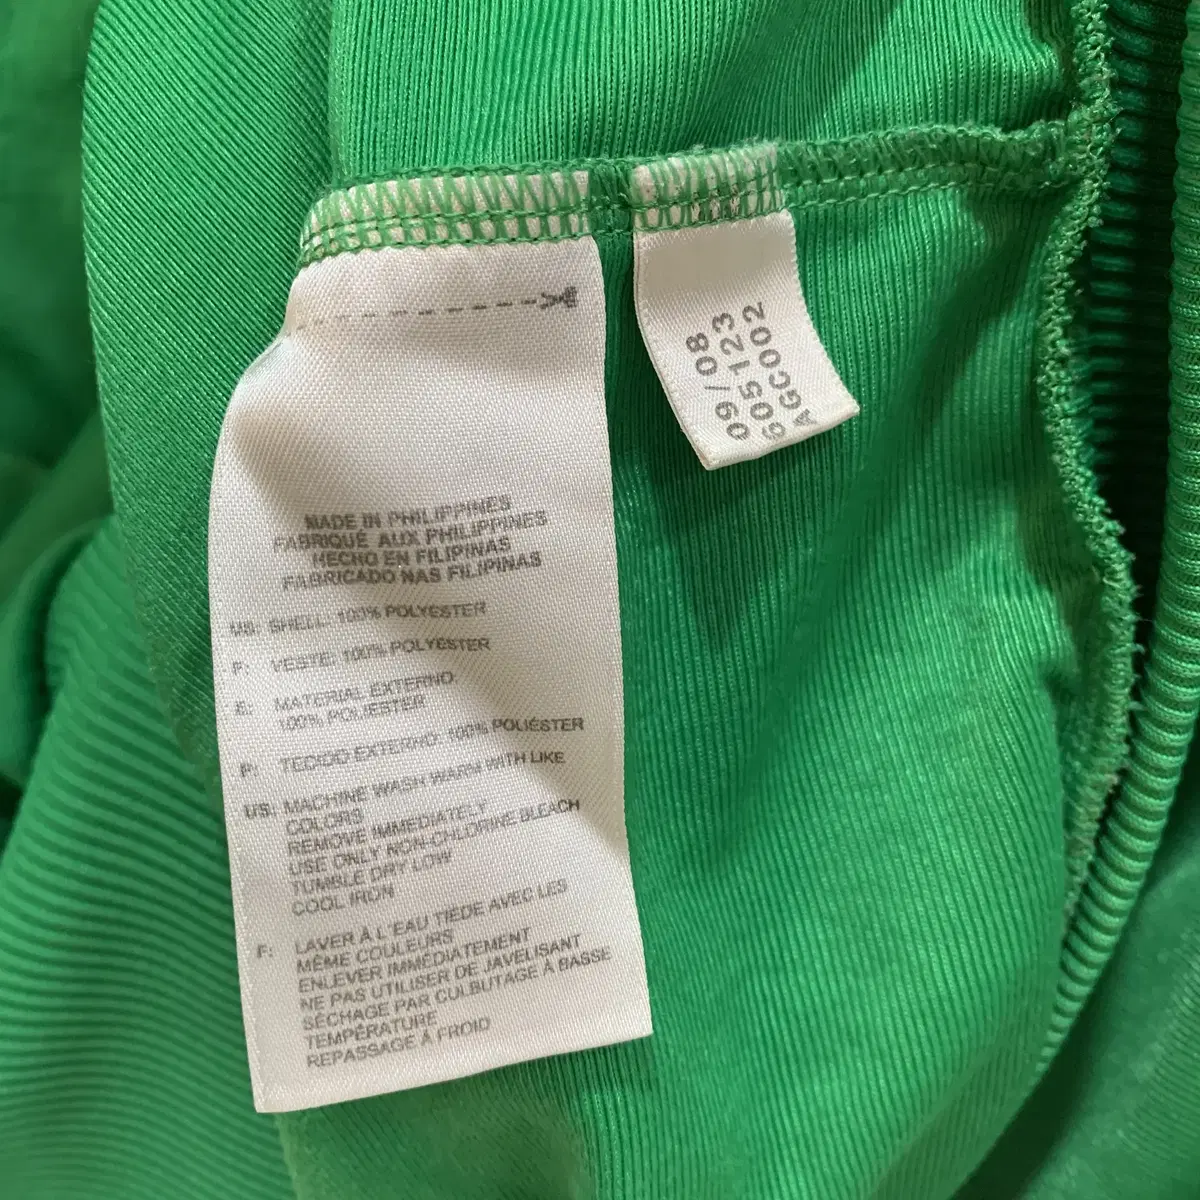 MADE IN PHILIPPINES
FABRIQUÉ AUX PHILIPPINES
HECHO EN FILIPINAS
FABRICADO NAS FILIPINAS
US: SHELL: 100% POLYESTER
F: VESTE: 100% POLYESTER
E: MATERIAL EXTERNO
100% POLIESTER
P: TECIDO EXTERNO: 100% POLIÉSTER
US: MACHINE WASH WARM WITH LIKE
COLORS
REMOVE IMMEDIATELY
USE ONLY NON-CHLORINE BLEACH
TUMBLE DRY LOW
COOL IRON
F: LAVER À L'EAU TIEDE AVEC LES
MÊME COULEURS
ENLEVER IMMÉDIATEMENT
NE PAS UTILISER DE JAVELISANT
SÉCHAGE PAR CULBUTAGE À BASSE
TEMPÉRATURE
REPASSAGE À FROID
09/08
605123
AGC002